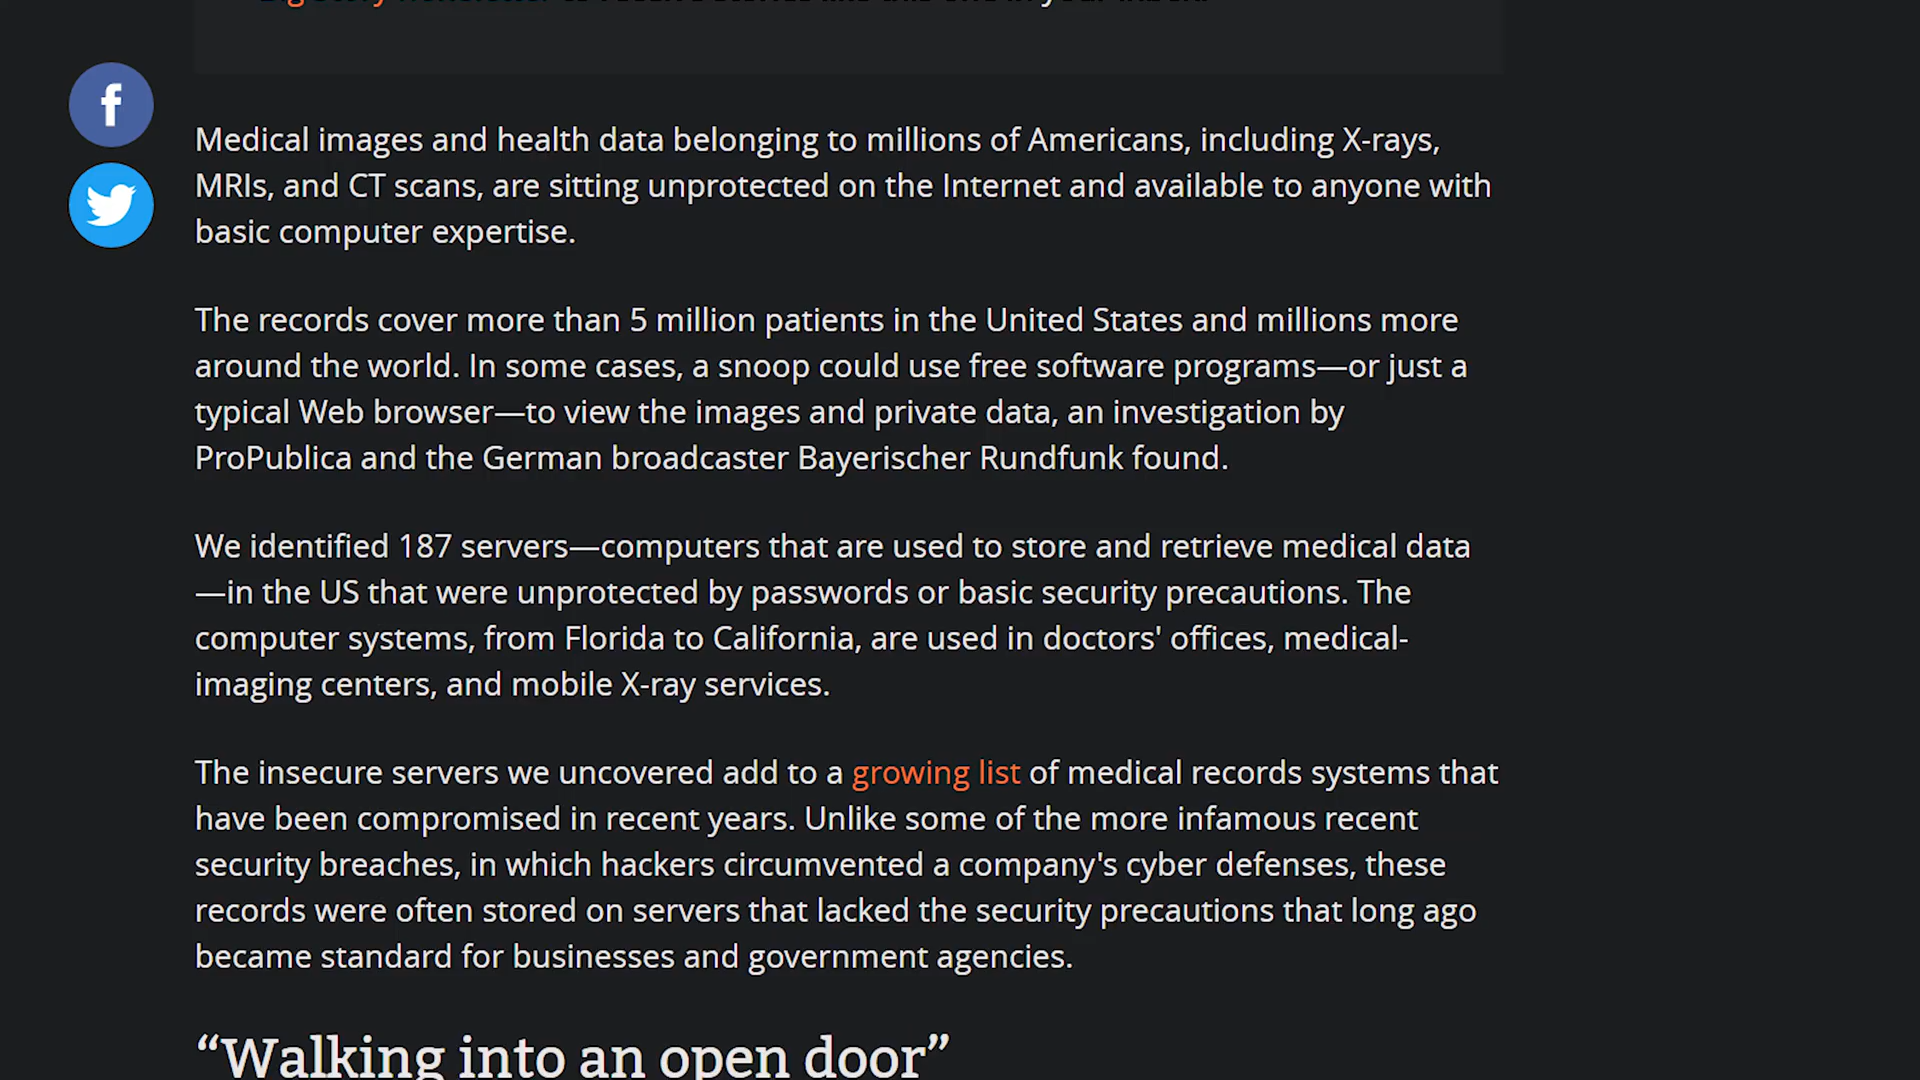 Medical images and health data belonging to millions of Americans, including X-rays,
MRIs, and CT scans, are sitting unprotected on the Internet and available to anyone with
basic computer expertise.
The records cover more than 5 million patients in the United States and millions more
around the world. In some cases, a snoop could use free software programs—or just a
typical Web browser—to view the images and private data, an investigation by
ProPublica and the German broadcaster Bayerischer Rundfunk found.
We identified 187 servers—computers that are used to store and retrieve medical data
—in the US that were unprotected by passwords or basic security precautions. The
computer systems, from Florida to California, are used in doctors' offices, medical-
imaging centers, and mobile X-ray services.
The insecure servers we uncovered add to a growing list of medical records systems that
have been compromised in recent years. Unlike some of the more infamous recent
security breaches, in which hackers circumvented a company's cyber defenses, these
records were often stored on servers that lacked the security precautions that long ago
became standard for businesses and government agencies.
“Walking into an open door”